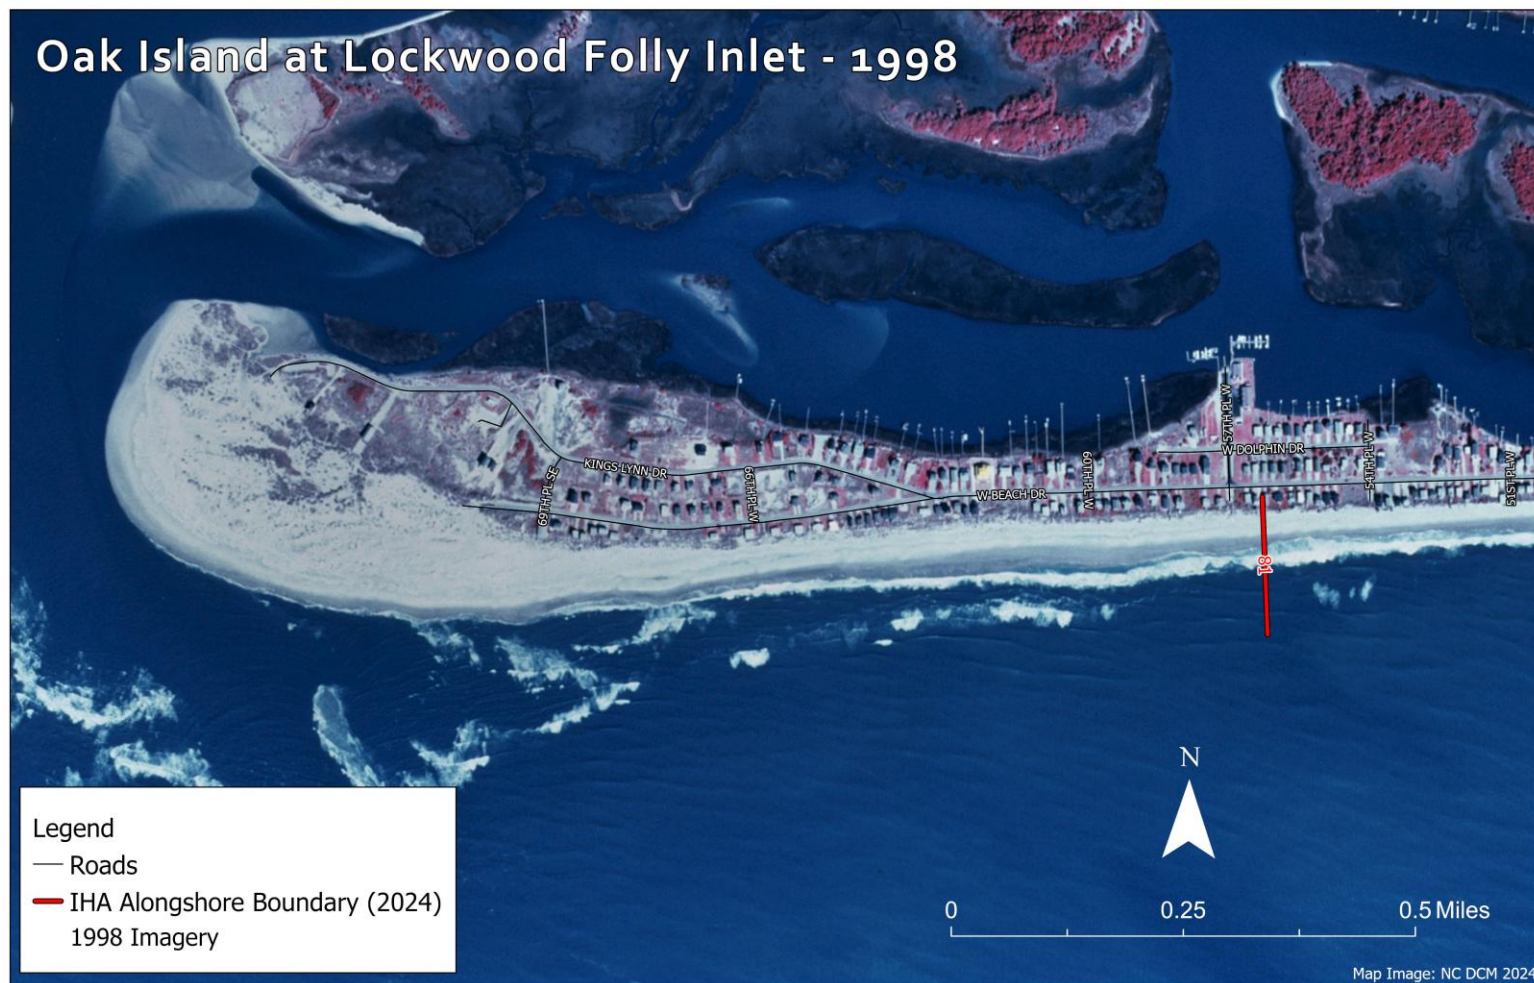 Oak Island at Lockwood Folly Inlet - 1998
KINGS LYNN DR
69TH PL SE
66TH PL W
W BEACH DR
60TH PL W
57TH PL W
W DOLPHIN DR
54TH PL W
51ST PL W
81
N
Legend
Roads
IHA Alongshore Boundary (2024)
1998 Imagery
0 0.25 0.5 Miles
Map Image: NC DCM 2024